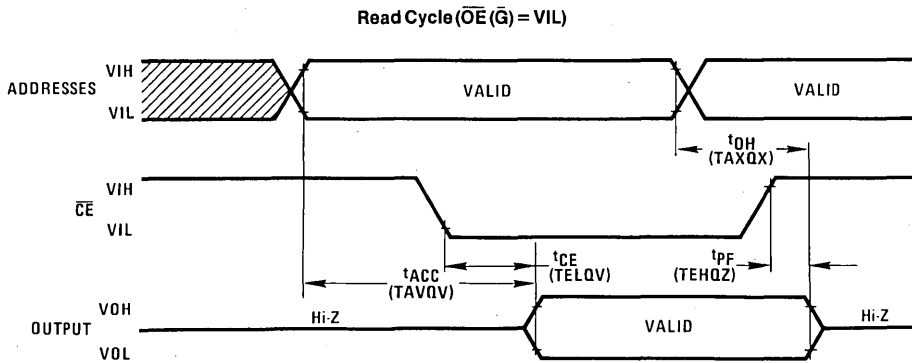 Read Cycle (OE (G) = VIL)
VIH
ADDRESSES
VIL
VALID
VALID
tOH
(TAXQX)
VIH
CE
VIL
tACC
(TAVQV)
tCE
(TELQV)
tPF
(TEHQZ)
VOH
OUTPUT
VOL
Hi-Z
VALID
Hi-Z